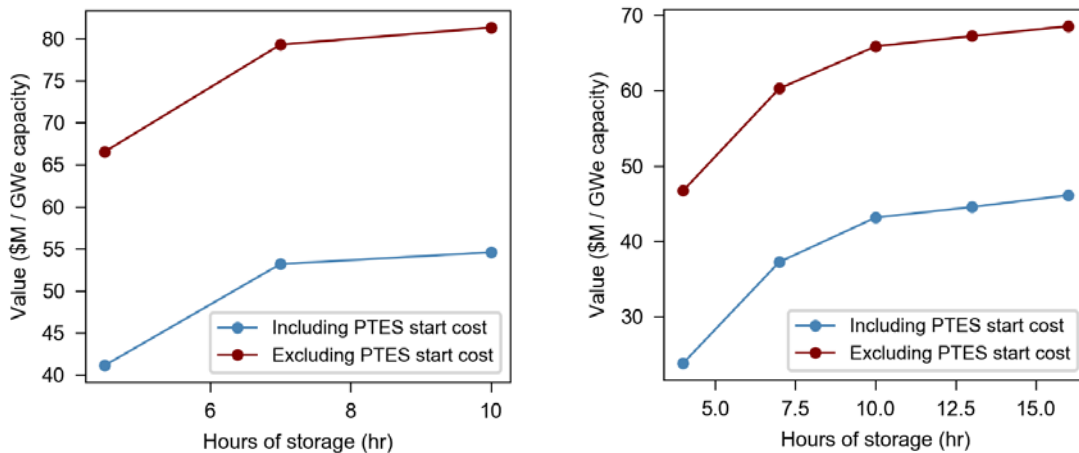 Value ($M / GWe capacity)
80
75
70
65
60
55
50
45
40
Including PTES start cost
Excluding PTES start cost
6
8
10
Hours of storage (hr)
Value ($M / GWe capacity)
70
60
50
40
30
Including PTES start cost
Excluding PTES start cost
5.0
7.5
10.0
12.5
15.0
Hours of storage (hr)